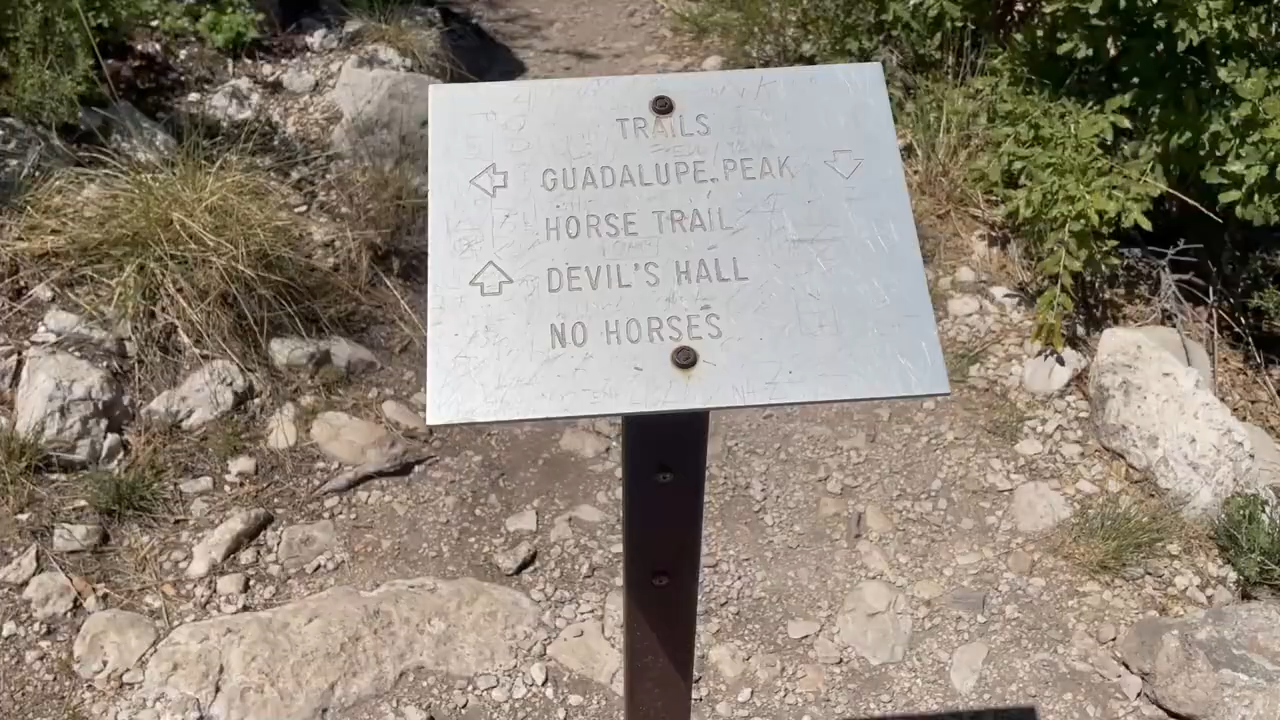 TRAILS
GUADALUPE PEAK
HORSE TRAIL
DEVIL'S HALL
NO HORSES